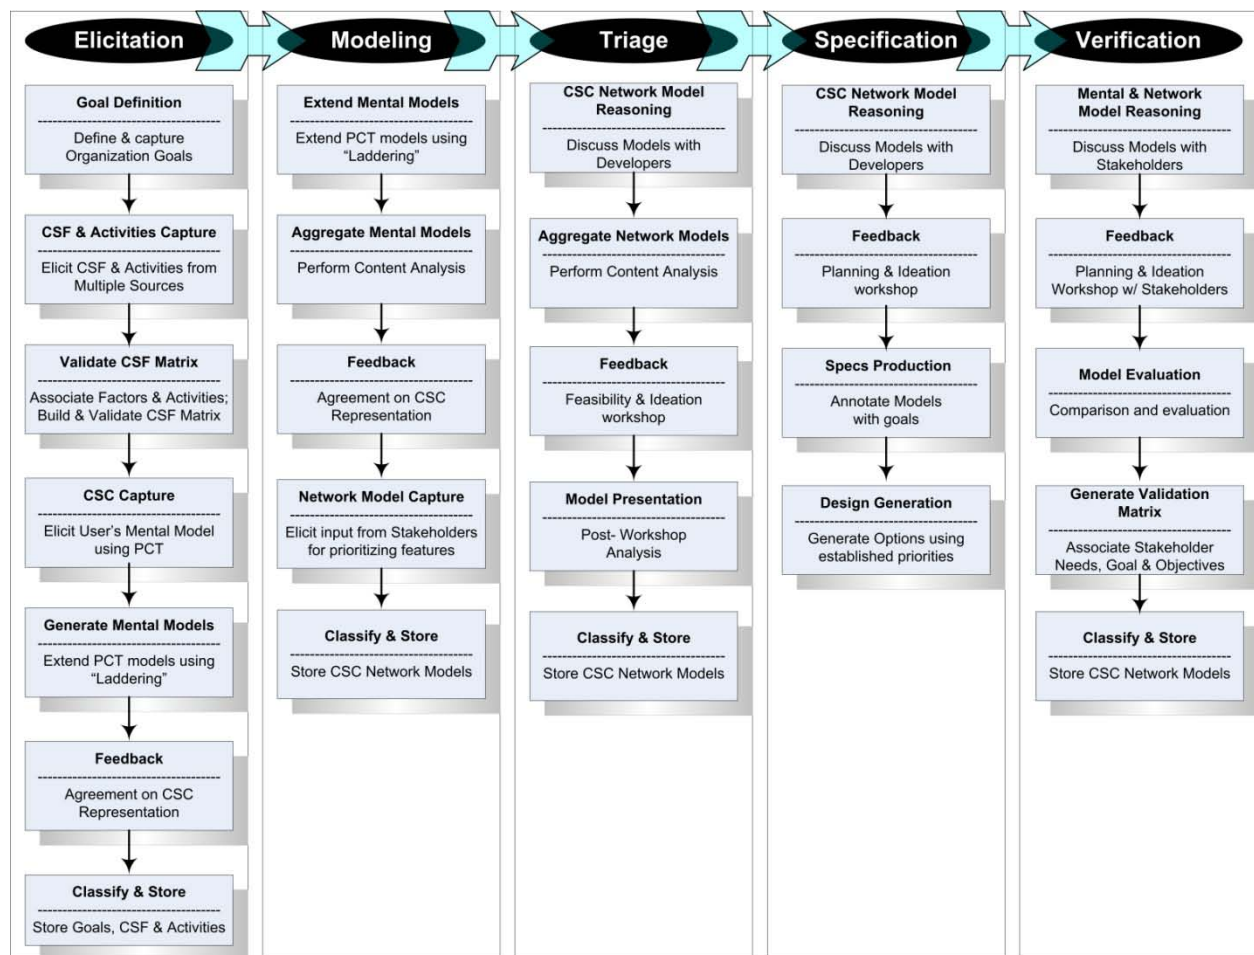 Elicitation
Modeling
Triage
Specification
Verification
Goal Definition
Define & capture
Organization Goals
CSF & Activities Capture
Elicit CSF & Activities from
Multiple Sources
Validate CSF Matrix
Associate Factors & Activities;
Build & Validate CSF Matrix
CSC Capture
Elicit User's Mental Model
using PCT
Generate Mental Models
Extend PCT models using
“Laddering”
Feedback
Agreement on CSC
Representation
Classify & Store
Store Goals, CSF & Activities
Extend Mental Models
Extend PCT models using
“Laddering”
Aggregate Mental Models
Perform Content Analysis
Feedback
Agreement on CSC
Representation
Network Model Capture
Elicit input from Stakeholders
for prioritizing features
Classify & Store
Store CSC Network Models
CSC Network Model
Reasoning
Discuss Models with
Developers
Aggregate Network Models
Perform Content Analysis
Feedback
Feasibility & Ideation
workshop
Model Presentation
Post- Workshop
Analysis
Classify & Store
Store CSC Network Models
CSC Network Model
Reasoning
Discuss Models with
Developers
Feedback
Planning & Ideation
workshop
Specs Production
Annotate Models
with goals
Design Generation
Generate Options using
established priorities
Mental & Network
Model Reasoning
Discuss Models with
Stakeholders
Feedback
Planning & Ideation
Workshop w/ Stakeholders
Model Evaluation
Comparison and evaluation
Generate Validation
Matrix
Associate Stakeholder
Needs, Goal & Objectives
Classify & Store
Store CSC Network Models